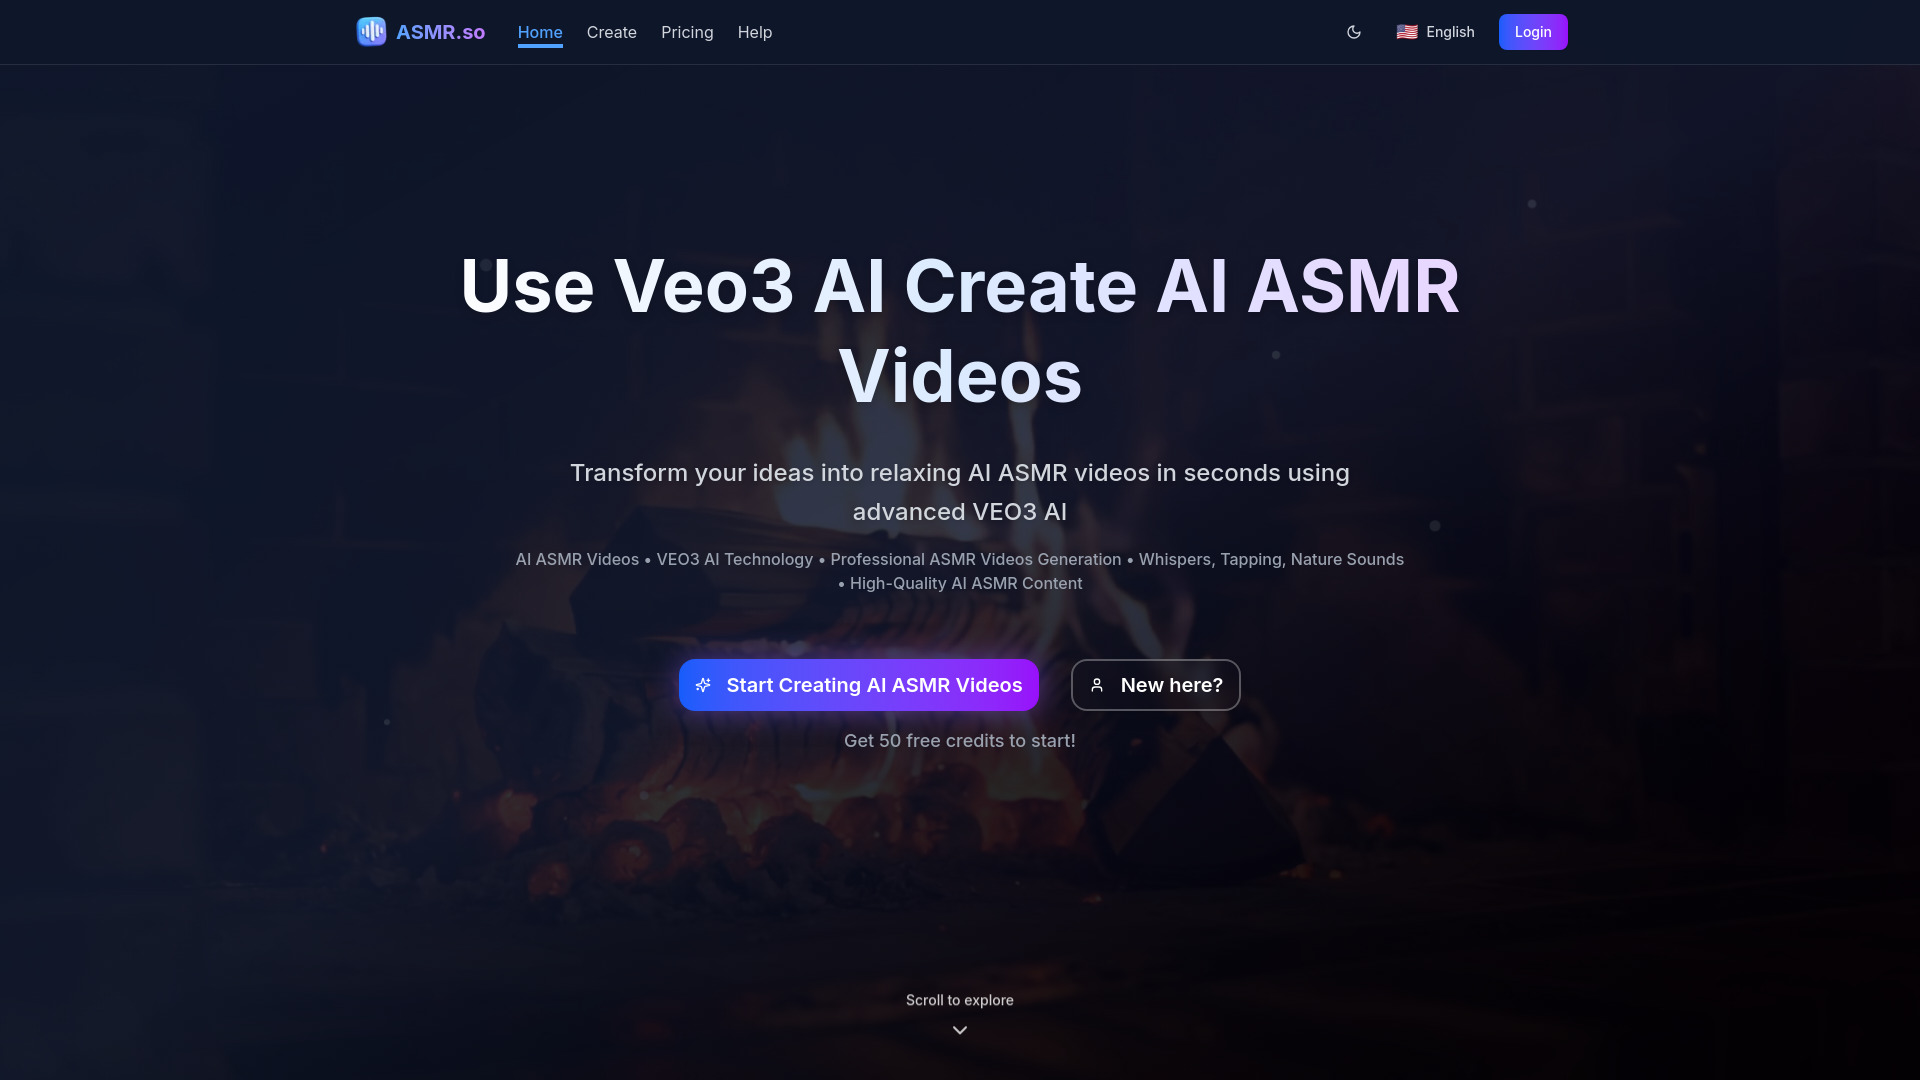 ASMR.so
Home
Create
Pricing
Help
English
Login
Use Veo3 AI Create AI ASMR
Videos
Transform your ideas into relaxing AI ASMR videos in seconds using
advanced VEO3 AI
AI ASMR Videos • VEO3 AI Technology • Professional ASMR Videos Generation • Whispers, Tapping, Nature Sounds
• High-Quality AI ASMR Content
Start Creating AI ASMR Videos
New here?
Get 50 free credits to start!
Scroll to explore